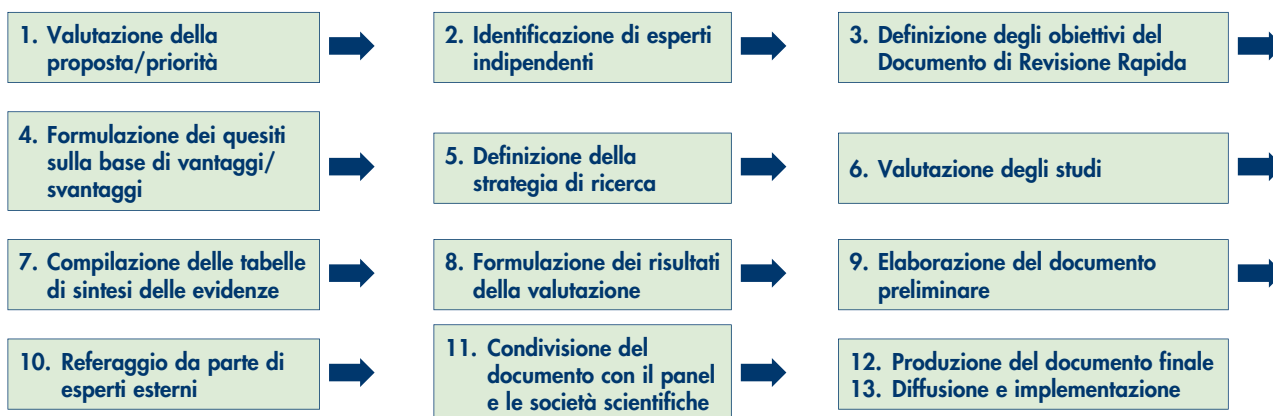 1. Valutazione della
proposta/priorità
2. Identificazione di esperti
indipendenti
3. Definizione degli obiettivi del
Documento di Revisione Rapida
4. Formulazione dei quesiti
sulla base di vantaggi/
svantaggi
5. Definizione della
strategia di ricerca
6. Valutazione degli studi
7. Compilazione delle tabelle
di sintesi delle evidenze
8. Formulazione dei risultati
della valutazione
9. Elaborazione del documento
preliminare
10. Referaggio da parte di
esperti esterni
11. Condivisione del
documento con il panel
e le società scientifiche
12. Produzione del documento finale
13. Diffusione e implementazione